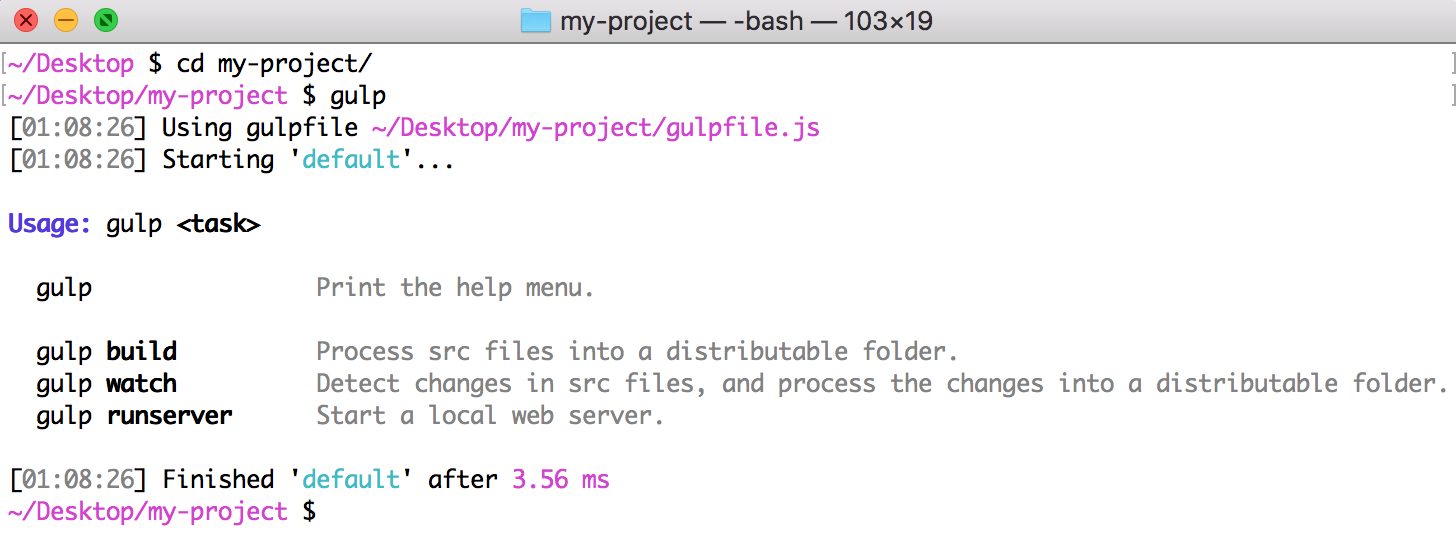 my-project — -bash — 103×19
~/Desktop $ cd my-project/
~/Desktop/my-project $ gulp
[01:08:26] Using gulpfile ~/Desktop/my-project/gulpfile.js
[01:08:26] Starting 'default'...
Usage: gulp <task>
gulp Print the help menu.
gulp build Process src files into a distributable folder.
gulp watch Detect changes in src files, and process the changes into a distributable folder.
gulp runserver Start a local web server.
[01:08:26] Finished 'default' after 3.56 ms
~/Desktop/my-project $